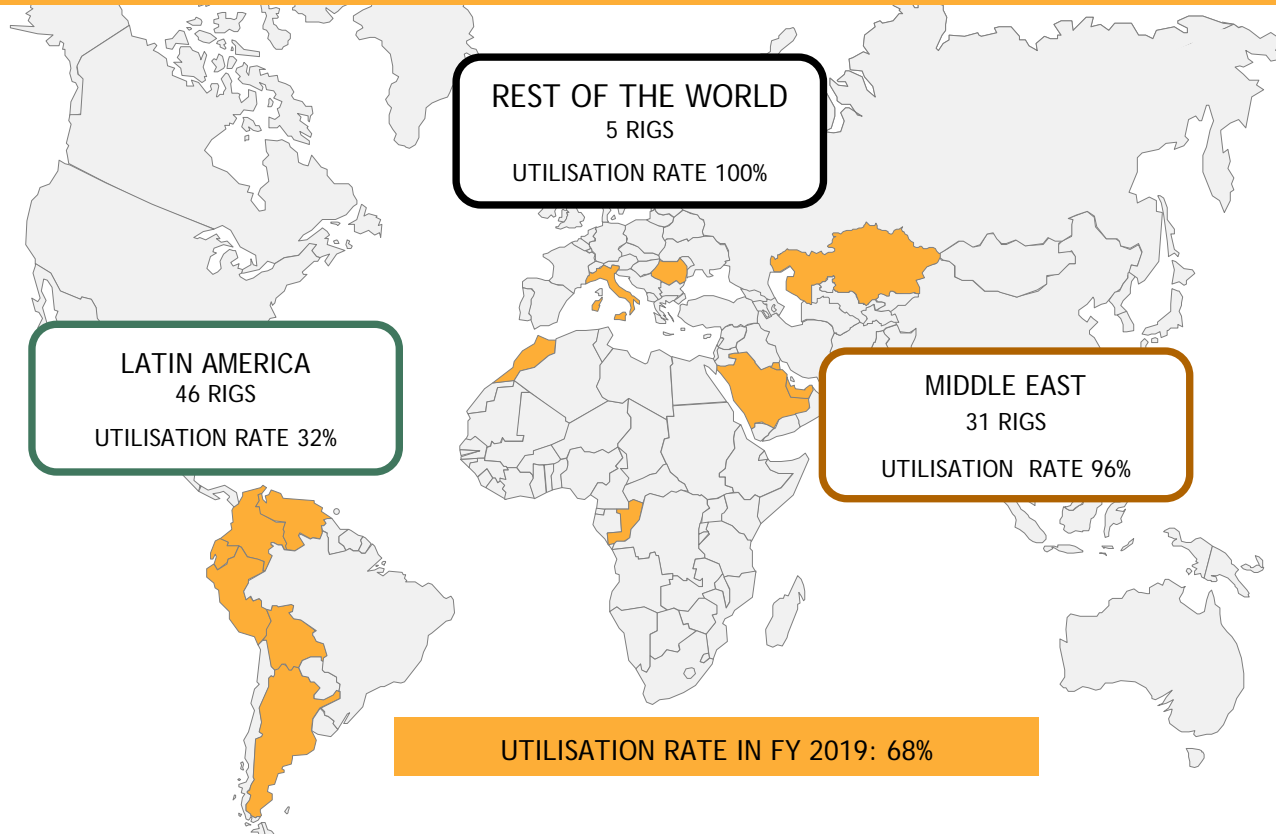 REST OF THE WORLD
5 RIGS
UTILISATION RATE 100%
LATIN AMERICA
46 RIGS
UTILISATION RATE 32%
MIDDLE EAST
31 RIGS
UTILISATION RATE 96%
UTILISATION RATE IN FY 2019: 68%